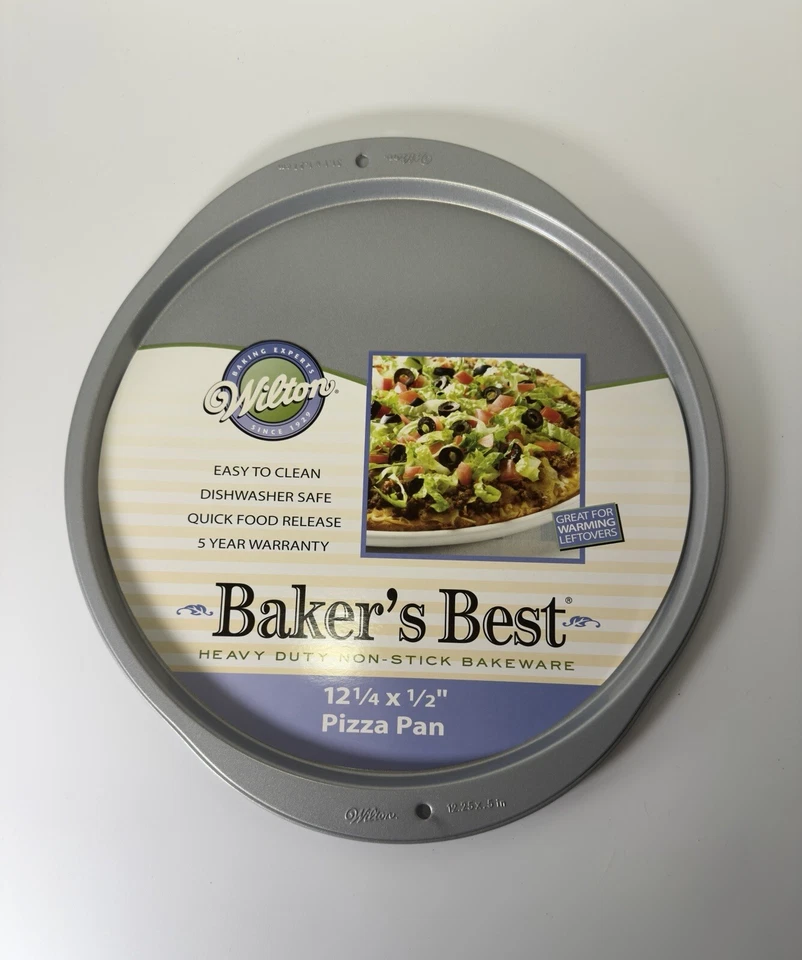 BAKING EXPERTS
Wilton®
SINCE 1929
EASY TO CLEAN
DISHWASHER SAFE
QUICK FOOD RELEASE
5 YEAR WARRANTY
GREAT FOR
WARMING
LEFTOVERS
Baker's Best®
HEAVY DUTY NON-STICK BAKEWARE
12 1/4 x 1/2"
Pizza Pan
Wilton. 12.25 x .5 in